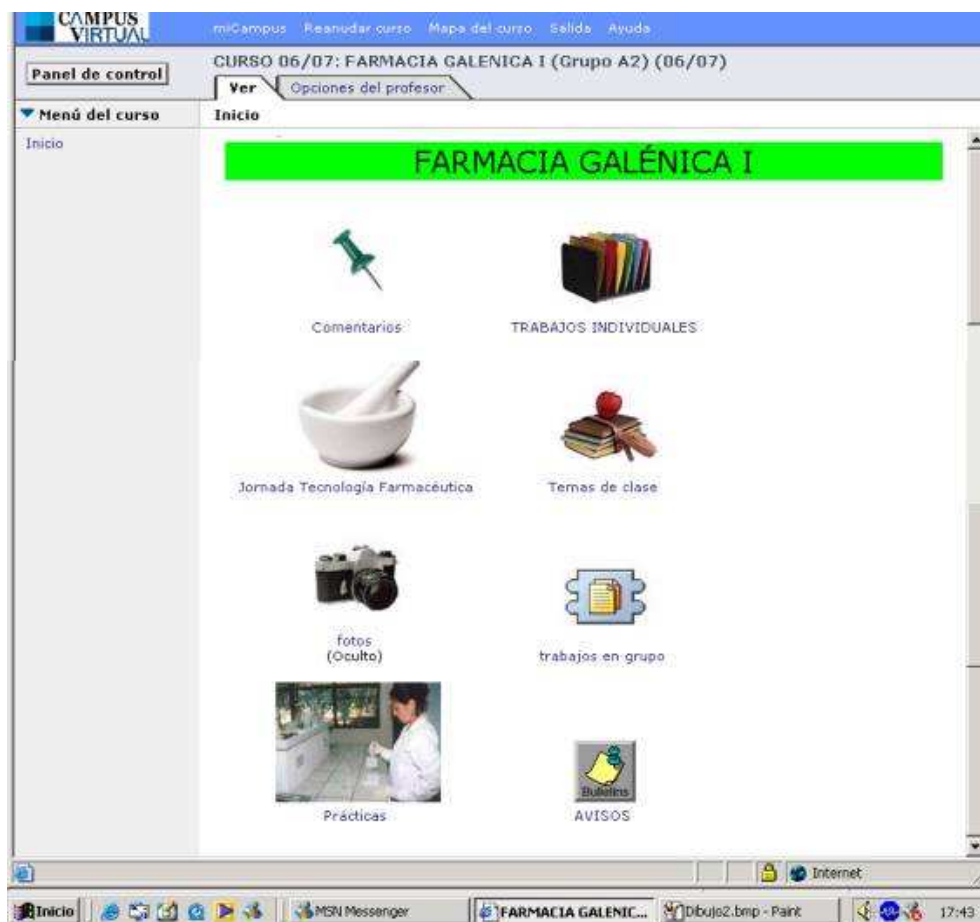 CAMPUS
VIRTUAL
miCampus Reanudar curso Mapa del curso Salida Ayuda
Panel de control
CURSO 06/07: FARMACIA GALENICA I (Grupo A2) (06/07)
Ver Opciones del profesor
Menú del curso
Inicio
Inicio
FARMACIA GALÉNICA I
Comentarios
TRABAJOS INDIVIDUALES
Jornada Tecnología Farmacéutica
Temas de clase
fotos
(Oculto)
trabajos en grupo
Prácticas
Bulletins
AVISOS
Internet
Inicio
MSN Messenger
FARMACIA GALENIC...
Dibujo2.bmp - Paint